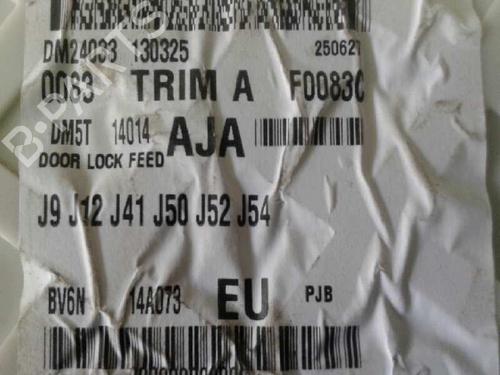 DM24033 130325 250621
0083 TRIM A F0083C
DM5T 14014 AJA
DOOR LOCK FEED
J9 J12 J41 J50 J52 J54
BV6N 14A073 EU PJB
B-PARTS